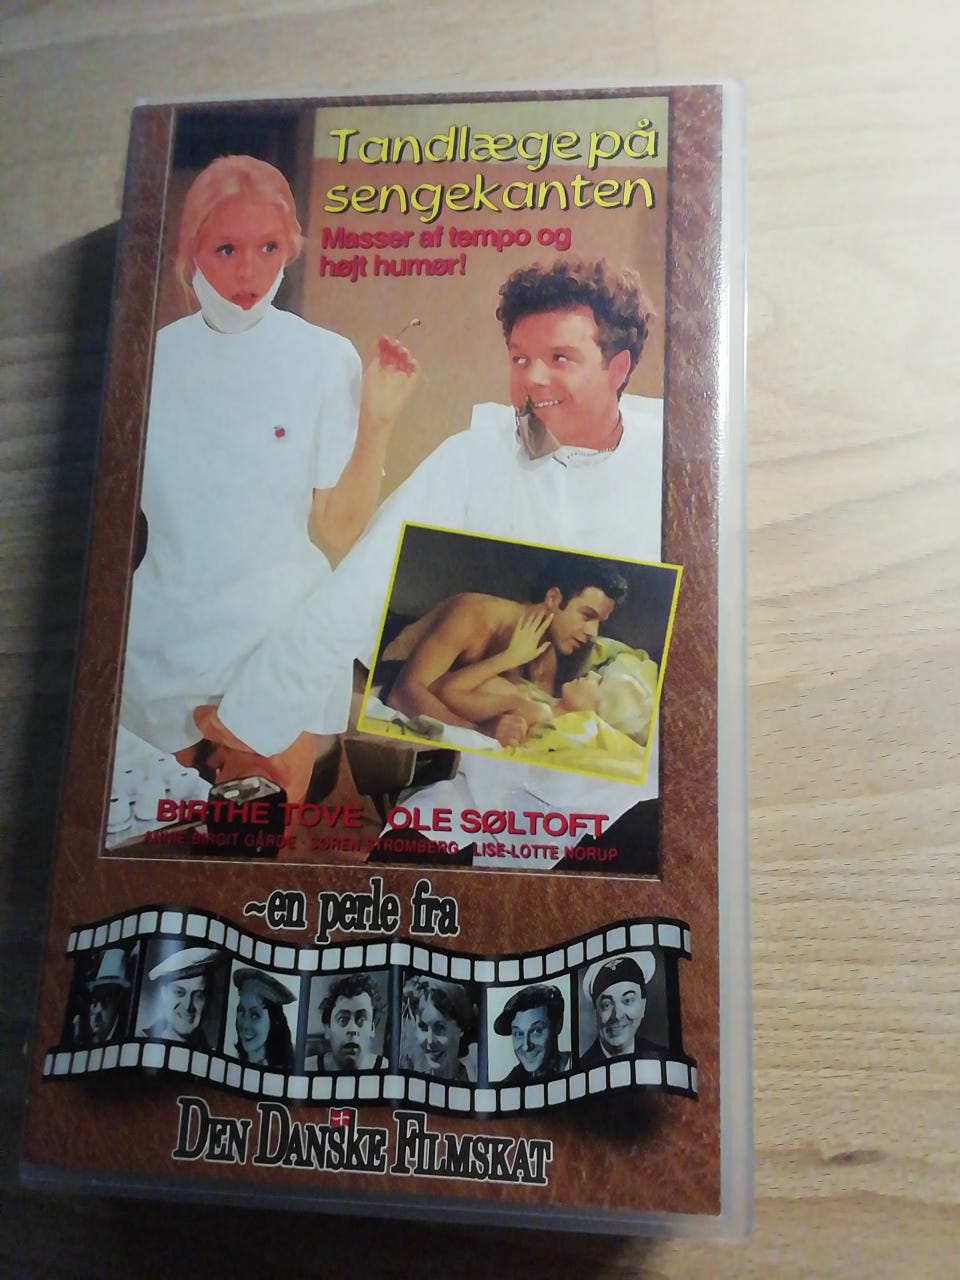 Tandlæge på
sengekanten
Masser af tempo og
højt humør!
BIRTHE TOVE OLE SØLTOFT
ANNE BIRGIT GARDE · SØREN STRØMBERG · LISE-LOTTE NORUP
~en perle fra
DEN DANSKE FILMSKAT